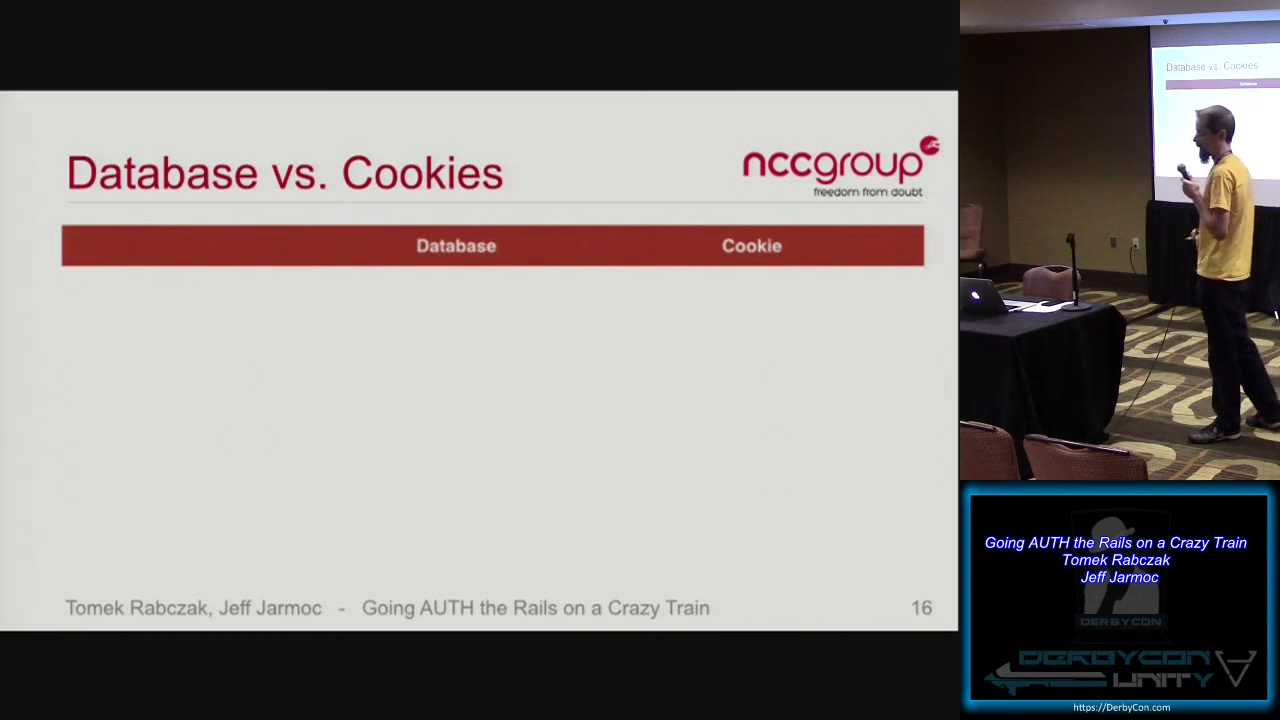 Database vs. Cookies
nccgroup
freedom from doubt
Database Cookie
Tomek Rabczak, Jeff Jarmoc - Going AUTH the Rails on a Crazy Train 16
Database vs. Cookies
Database
Going AUTH the Rails on a Crazy Train
Tomek Rabczak
Jeff Jarmoc
DERBYCON
DERBYCON
UNITY
https://DerbyCon.com